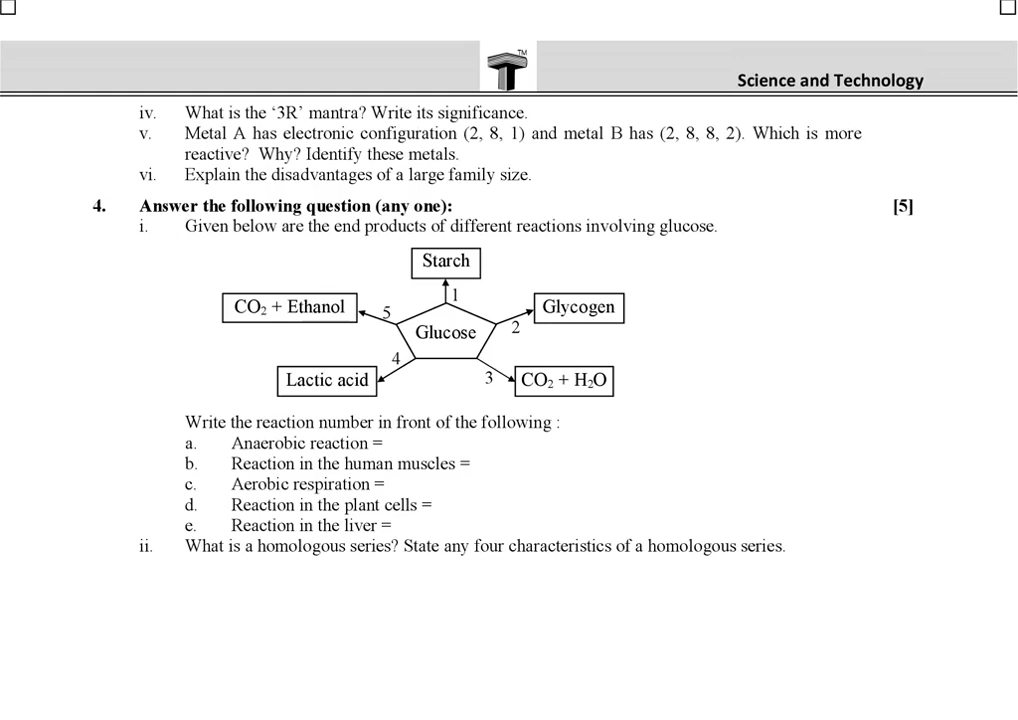 TM
Science and Technology
iv. What is the ‘3R’ mantra? Write its significance.
v. Metal A has electronic configuration (2, 8, 1) and metal B has (2, 8, 8, 2). Which is more
reactive? Why? Identify these metals.
vi. Explain the disadvantages of a large family size.
4. Answer the following question (any one): [5]
i. Given below are the end products of different reactions involving glucose.
Starch
1
CO₂ + Ethanol
5
Glycogen
2
Glucose
4
Lactic acid
3
CO₂ + H₂O
Write the reaction number in front of the following :
a. Anaerobic reaction =
b. Reaction in the human muscles =
c. Aerobic respiration =
d. Reaction in the plant cells =
e. Reaction in the liver =
ii. What is a homologous series? State any four characteristics of a homologous series.